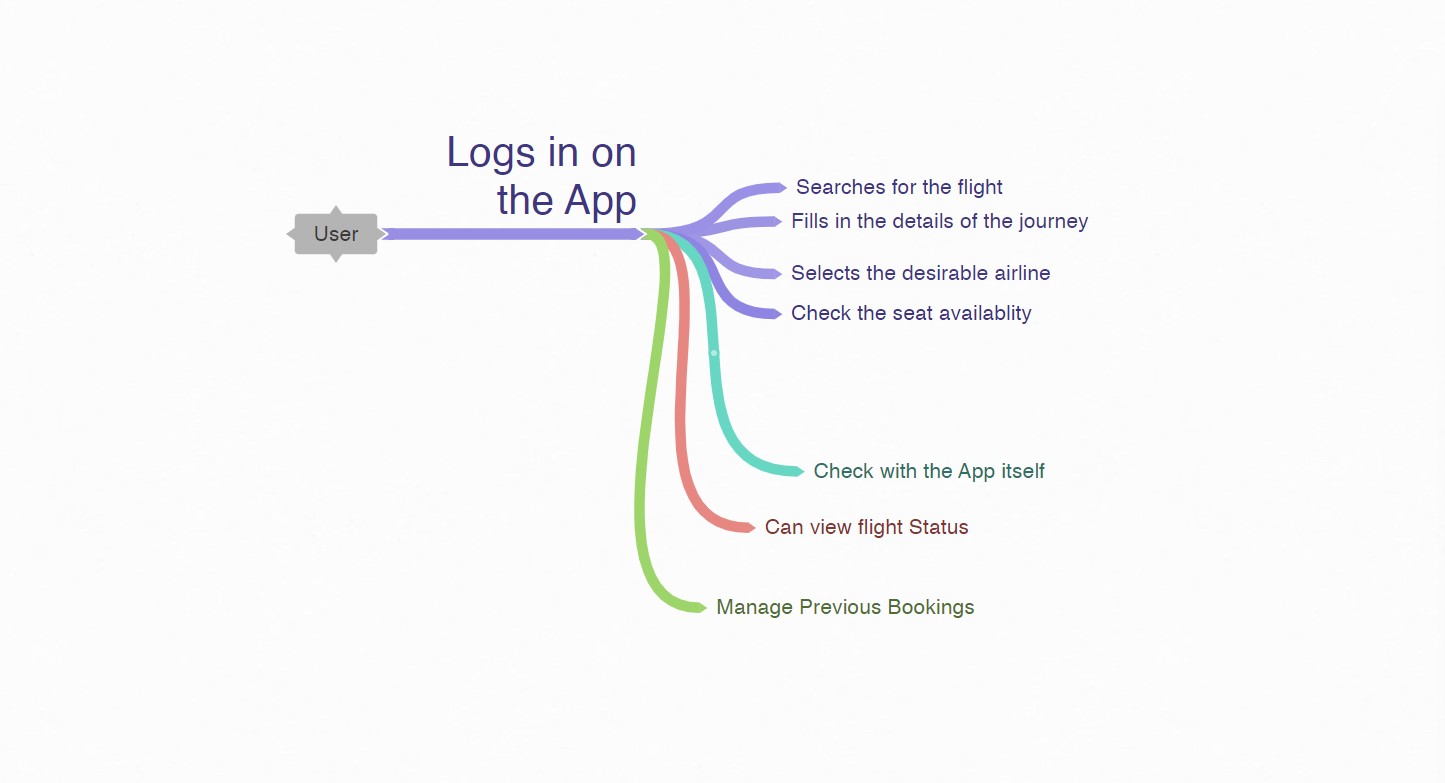 Logs in on
the App
User
Searches for the flight
Fills in the details of the journey
Selects the desirable airline
Check the seat availablity
Check with the App itself
Can view flight Status
Manage Previous Bookings